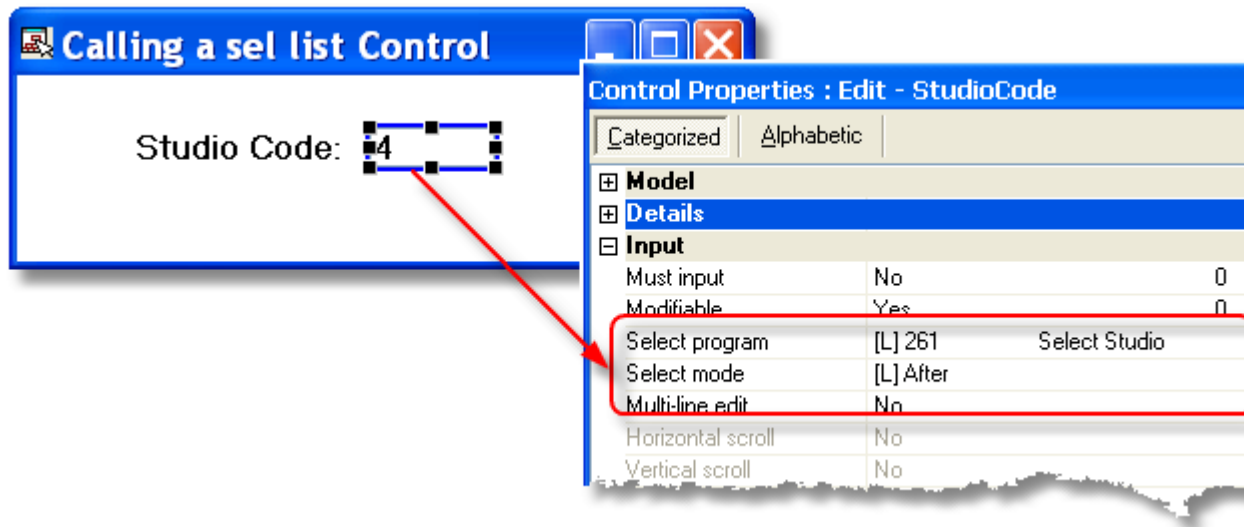 Calling a sel list Control
Studio Code: 4
Control Properties : Edit - StudioCode
Categorized Alphabetic
Model
Details
Input
Must input No 0
Modifiable Yes 0
Select program [L] 261 Select Studio
Select mode [L] After
Multi-line edit No
Horizontal scroll No
Vertical scroll No